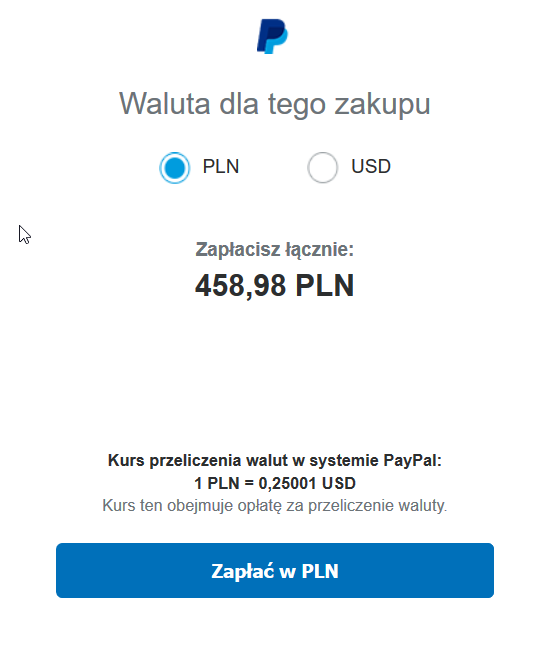 Waluta dla tego zakupu
PLN USD
Zapłacisz łącznie:
458,98 PLN
Kurs przeliczenia walut w systemie PayPal:
1 PLN = 0,25001 USD
Kurs ten obejmuje opłatę za przeliczenie waluty.
Zapłać w PLN